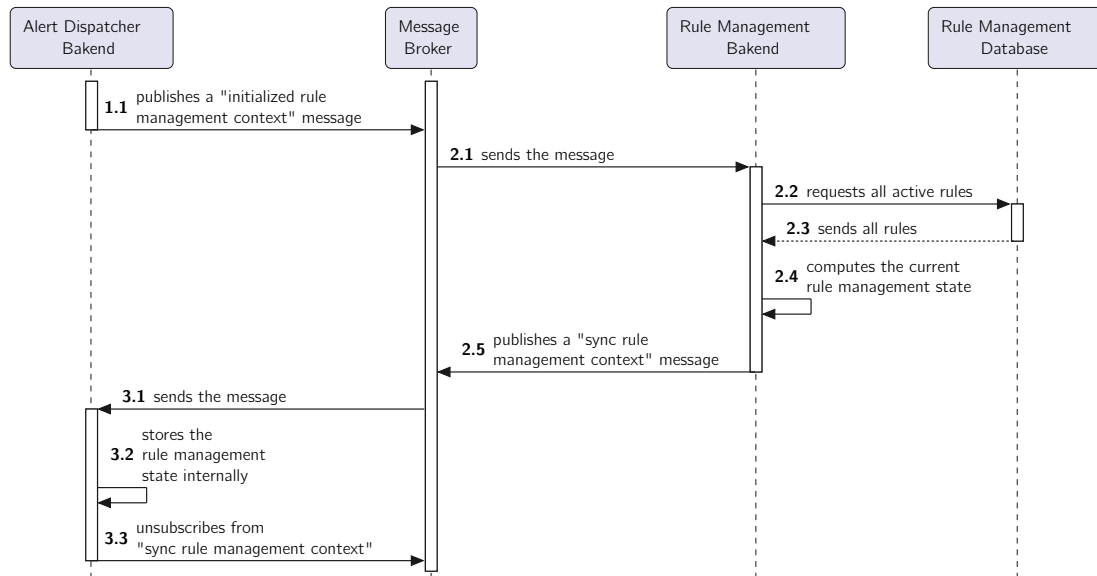 Alert Dispatcher
Bakend
Message
Broker
Rule Management
Bakend
Rule Management
Database
1.1 publishes a "initialized rule
management context" message
2.1 sends the message
2.2 requests all active rules
2.3 sends all rules
2.4 computes the current
rule management state
2.5 publishes a "sync rule
management context" message
3.1 sends the message
stores the
3.2 rule management
state internally
3.3 unsubscribes from
"sync rule management context"